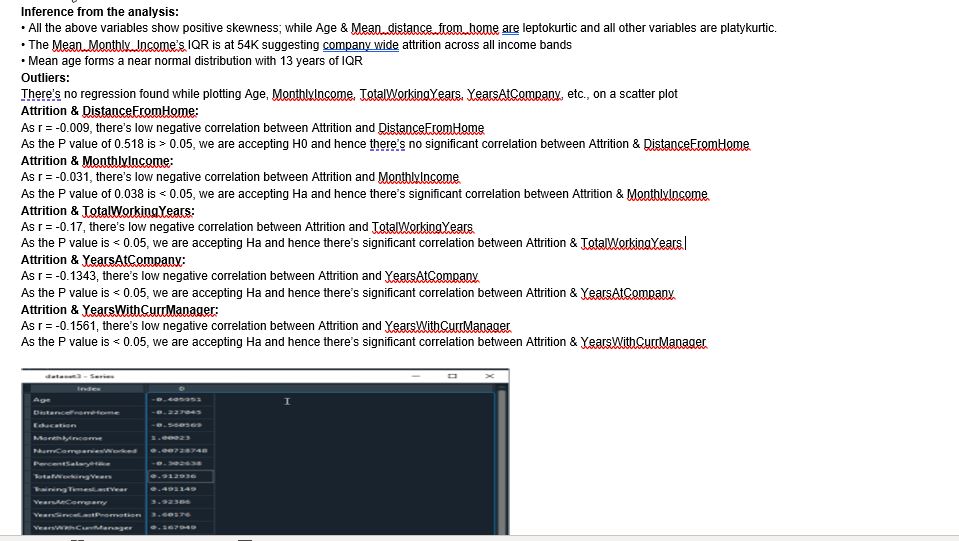 Inference from the analysis:
• All the above variables show positive skewness; while Age & Mean_distance_from_home are leptokurtic and all other variables are platykurtic.
• The Mean_Monthly_Income's IQR is at 54K suggesting company wide attrition across all income bands
• Mean age forms a near normal distribution with 13 years of IQR
Outliers:
There's no regression found while plotting Age, MonthlyIncome, TotalWorkingYears, YearsAtCompany, etc., on a scatter plot
Attrition & DistanceFromHome:
As r = -0.009, there's low negative correlation between Attrition and DistanceFromHome
As the P value of 0.518 is > 0.05, we are accepting H0 and hence there's no significant correlation between Attrition & DistanceFromHome
Attrition & MonthlyIncome:
As r = -0.031, there's low negative correlation between Attrition and MonthlyIncome
As the P value of 0.038 is < 0.05, we are accepting Ha and hence there's significant correlation between Attrition & MonthlyIncome
Attrition & TotalWorkingYears:
As r = -0.17, there's low negative correlation between Attrition and TotalWorkingYears
As the P value is < 0.05, we are accepting Ha and hence there's significant correlation between Attrition & TotalWorkingYears
Attrition & YearsAtCompany:
As r = -0.1343, there's low negative correlation between Attrition and YearsAtCompany
As the P value is < 0.05, we are accepting Ha and hence there's significant correlation between Attrition & YearsAtCompany
Attrition & YearsWithCurrManager:
As r = -0.1561, there's low negative correlation between Attrition and YearsWithCurrManager
As the P value is < 0.05, we are accepting Ha and hence there's significant correlation between Attrition & YearsWithCurrManager
dataset3 - Series
Index 0
Age -0.405951
DistanceFromHome -0.227045
Education -0.560569
MonthlyIncome 1.00023
NumCompaniesWorked 0.00728748
PercentSalaryHike -0.302638
TotalWorkingYears 0.912936
TrainingTimesLastYear 0.491149
YearsAtCompany 3.92386
YearsSinceLastPromotion 3.60176
YearsWithCurrManager 0.167949